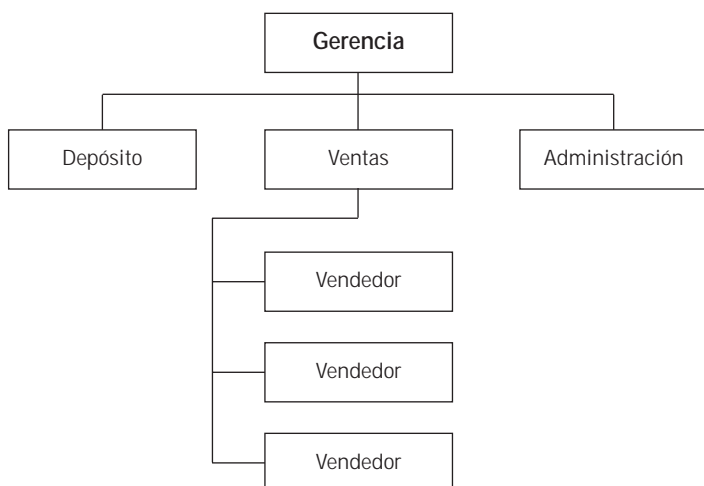 Gerencia
Depósito
Ventas
Administración
Vendedor
Vendedor
Vendedor